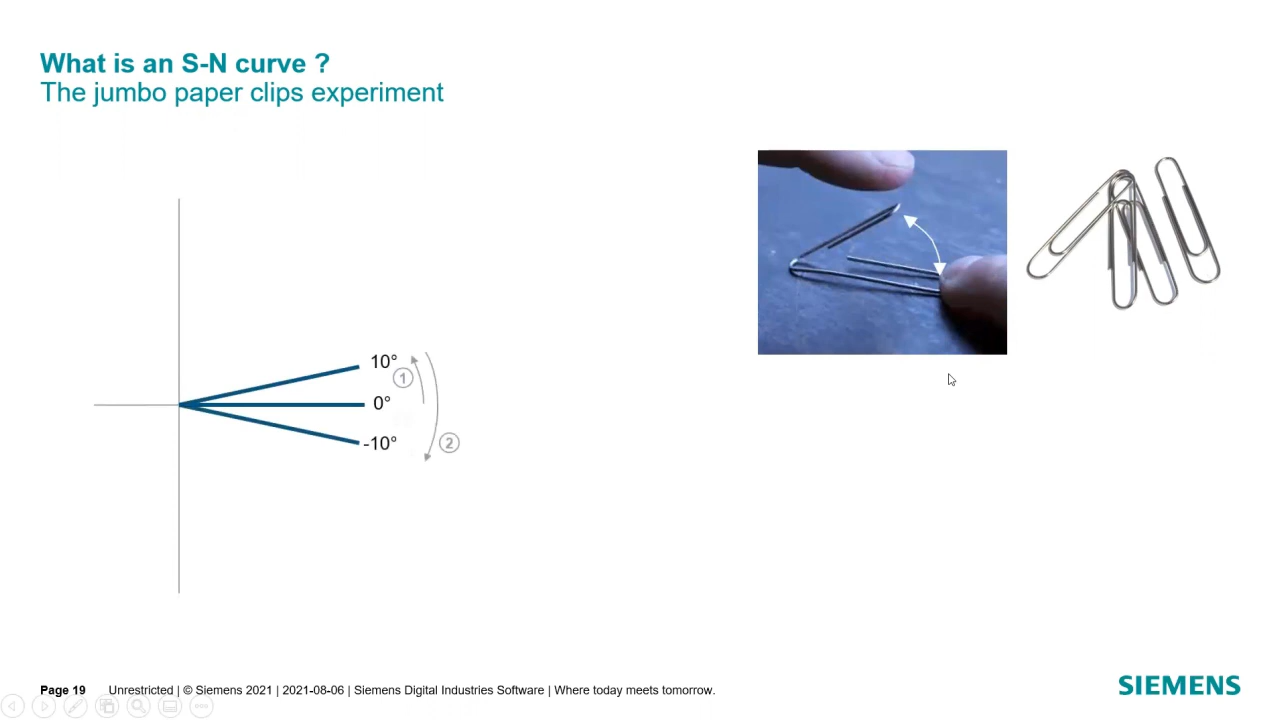 What is an S-N curve ?
The jumbo paper clips experiment
10°
1
0°
-10°
2
Page 19 Unrestricted | © Siemens 2021 | 2021-08-06 | Siemens Digital Industries Software | Where today meets tomorrow.
SIEMENS